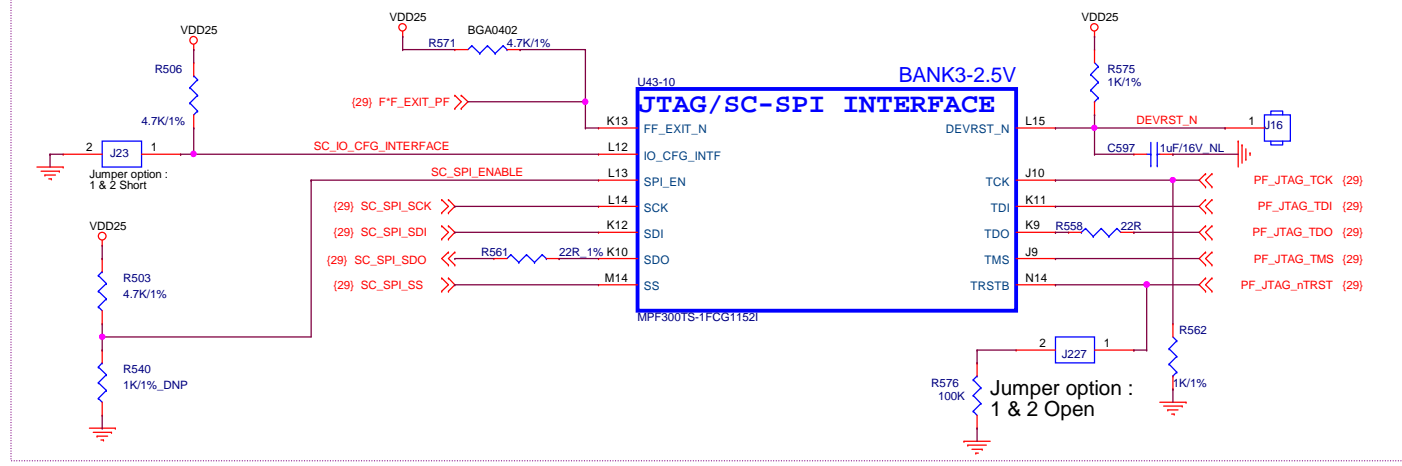 VDD25
R506
4.7K/1%
2 J23 1
Jumper option :
1 & 2 Short
VDD25
R503
4.7K/1%
R540
1K/1%_DNP
VDD25
R571
BGA0402
4.7K/1%
{29} F*F_EXIT_PF
SC_IO_CFG_INTERFACE
SC_SPI_ENABLE
{29} SC_SPI_SCK
{29} SC_SPI_SDI
{29} SC_SPI_SDO
R561 22R_1%
{29} SC_SPI_SS
U43-10
BANK3-2.5V
JTAG/SC-SPI INTERFACE
K13 FF_EXIT_N
L12 IO_CFG_INTF
L13 SPI_EN
L14 SCK
K12 SDI
K10 SDO
M14 SS
DEVRST_N L15
TCK J10
TDI K11
TDO K9
TMS J9
TRSTB N14
MPF300TS-1FCG1152I
VDD25
R575
1K/1%
DEVRST_N
1 J16
C597 1uF/16V_NL
PF_JTAG_TCK {29}
PF_JTAG_TDI {29}
R558 22R
PF_JTAG_TDO {29}
PF_JTAG_TMS {29}
PF_JTAG_nTRST {29}
2 J227 1
R562
1K/1%
R576
100K
Jumper option :
1 & 2 Open